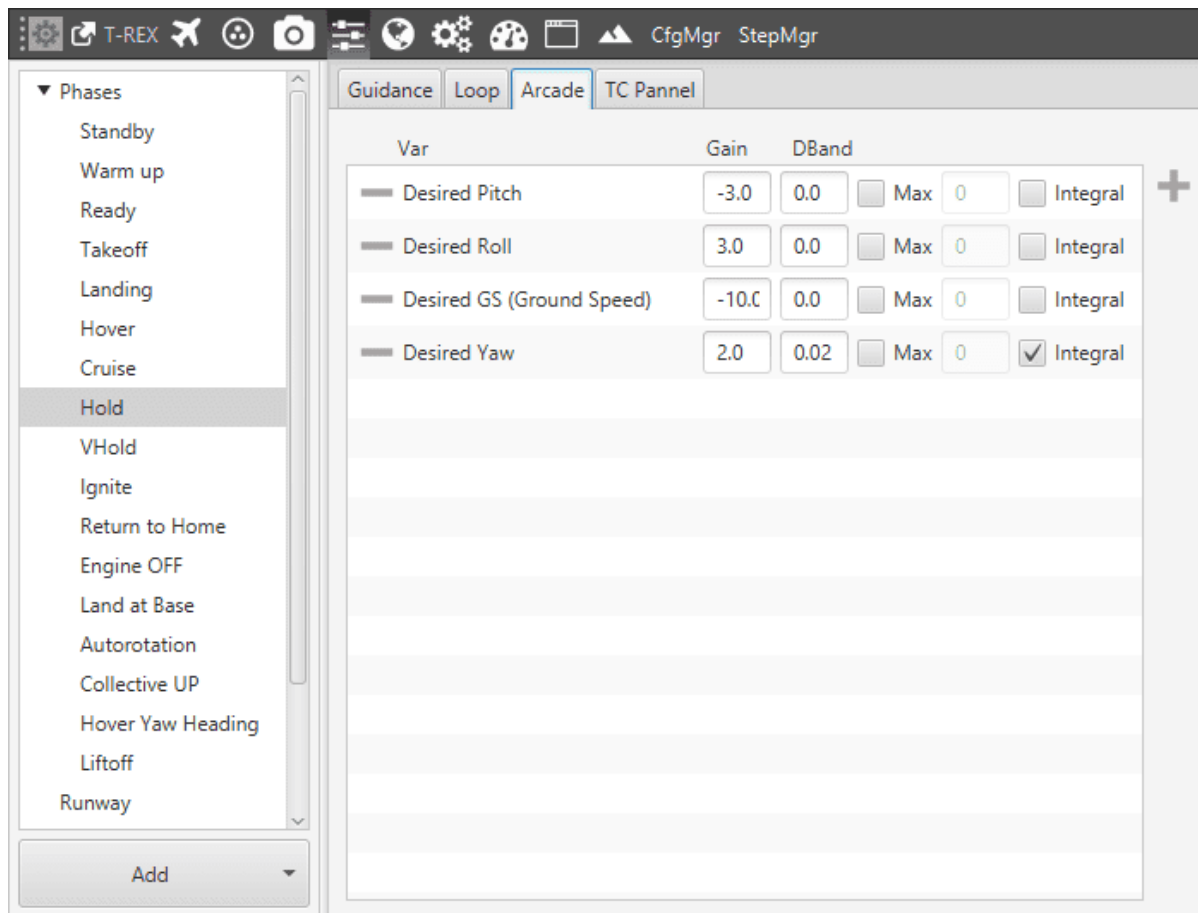 T-REX CfgMgr StepMgr
Phases
Standby
Warm up
Ready
Takeoff
Landing
Hover
Cruise
Hold
VHold
Ignite
Return to Home
Engine OFF
Land at Base
Autorotation
Collective UP
Hover Yaw Heading
Liftoff
Runway
Add
Guidance Loop Arcade TC Pannel
Var Gain DBand
Desired Pitch -3.0 0.0 Max 0 Integral
Desired Roll 3.0 0.0 Max 0 Integral
Desired GS (Ground Speed) -10.0 0.0 Max 0 Integral
Desired Yaw 2.0 0.02 Max 0 Integral